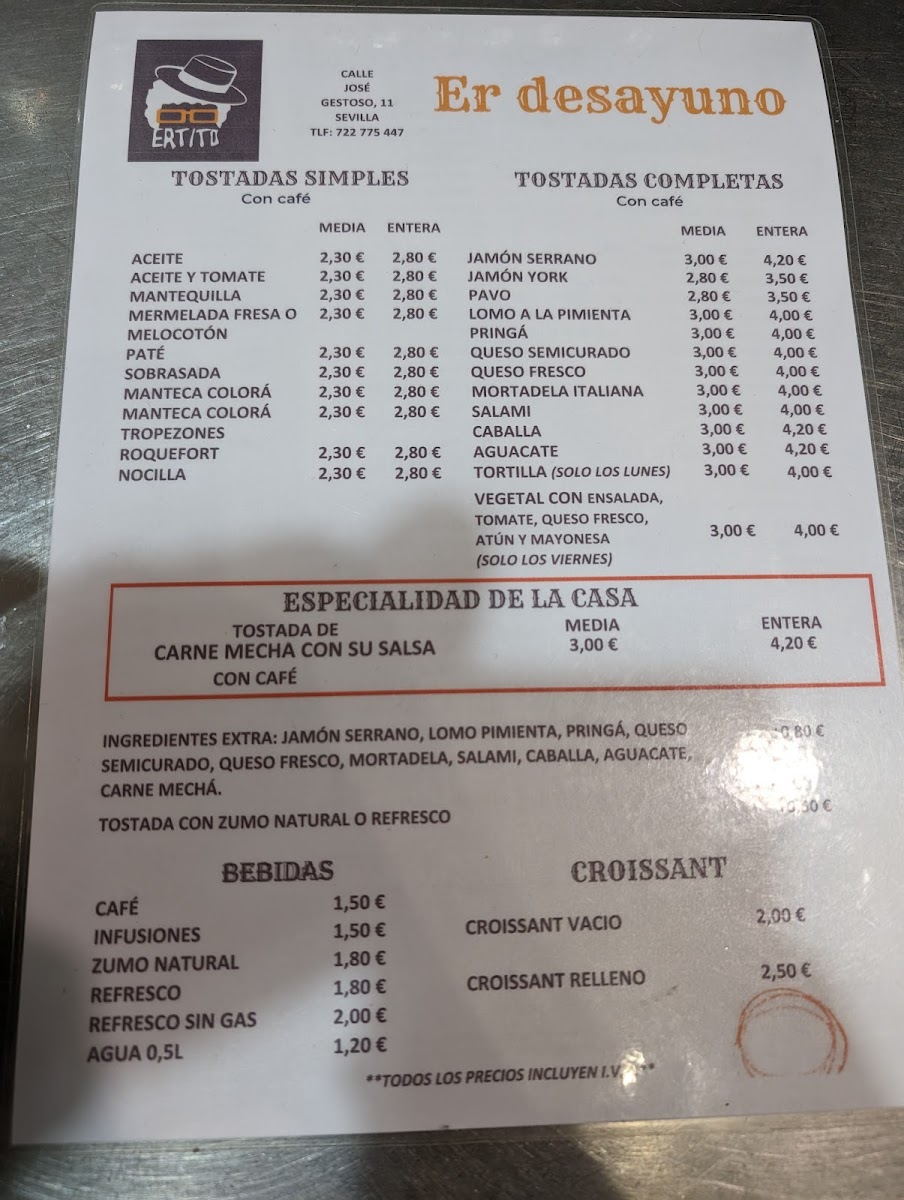 ERTITO
CALLE
JOSÉ
GESTOSO, 11
SEVILLA
TLF: 722 775 447
Er desayuno
TOSTADAS SIMPLES
Con café
MEDIA ENTERA
ACEITE 2,30 € 2,80 €
ACEITE Y TOMATE 2,30 € 2,80 €
MANTEQUILLA 2,30 € 2,80 €
MERMELADA FRESA O 2,30 € 2,80 €
MELOCOTÓN
PATÉ 2,30 € 2,80 €
SOBRASADA 2,30 € 2,80 €
MANTECA COLORÁ 2,30 € 2,80 €
MANTECA COLORÁ 2,30 € 2,80 €
TROPEZONES
ROQUEFORT 2,30 € 2,80 €
NOCILLA 2,30 € 2,80 €
TOSTADAS COMPLETAS
Con café
MEDIA ENTERA
JAMÓN SERRANO 3,00 € 4,20 €
JAMÓN YORK 2,80 € 3,50 €
PAVO 2,80 € 3,50 €
LOMO A LA PIMIENTA 3,00 € 4,00 €
PRINGÁ 3,00 € 4,00 €
QUESO SEMICURADO 3,00 € 4,00 €
QUESO FRESCO 3,00 € 4,00 €
MORTADELA ITALIANA 3,00 € 4,00 €
SALAMI 3,00 € 4,00 €
CABALLA 3,00 € 4,20 €
AGUACATE 3,00 € 4,20 €
TORTILLA (SOLO LOS LUNES) 3,00 € 4,00 €
VEGETAL CON ENSALADA,
TOMATE, QUESO FRESCO,
ATÚN Y MAYONESA 3,00 € 4,00 €
(SOLO LOS VIERNES)
ESPECIALIDAD DE LA CASA
TOSTADA DE MEDIA ENTERA
CARNE MECHA CON SU SALSA 3,00 € 4,20 €
CON CAFÉ
INGREDIENTES EXTRA: JAMÓN SERRANO, LOMO PIMIENTA, PRINGÁ, QUESO 0,80 €
SEMICURADO, QUESO FRESCO, MORTADELA, SALAMI, CABALLA, AGUACATE,
CARNE MECHÁ.
TOSTADA CON ZUMO NATURAL O REFRESCO
BEBIDAS
CAFÉ 1,50 €
INFUSIONES 1,50 €
ZUMO NATURAL 1,80 €
REFRESCO 1,80 €
REFRESCO SIN GAS 2,00 €
AGUA 0,5L 1,20 €
CROISSANT
CROISSANT VACIO 2,00 €
CROISSANT RELLENO 2,50 €
**TODOS LOS PRECIOS INCLUYEN